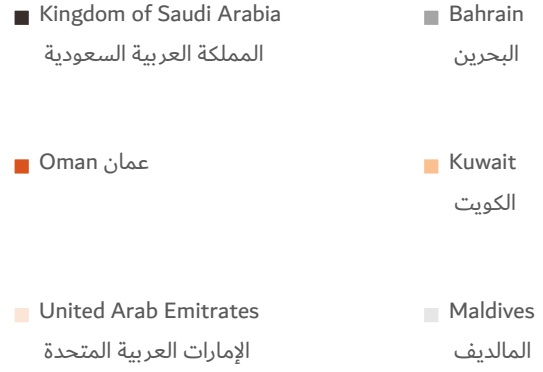 Kingdom of Saudi Arabia
المملكة العربية السعودية
Bahrain
البحرين
Oman عمان
Kuwait
الكويت
United Arab Emitrates
الإمارات العربية المتحدة
Maldives
المالديف